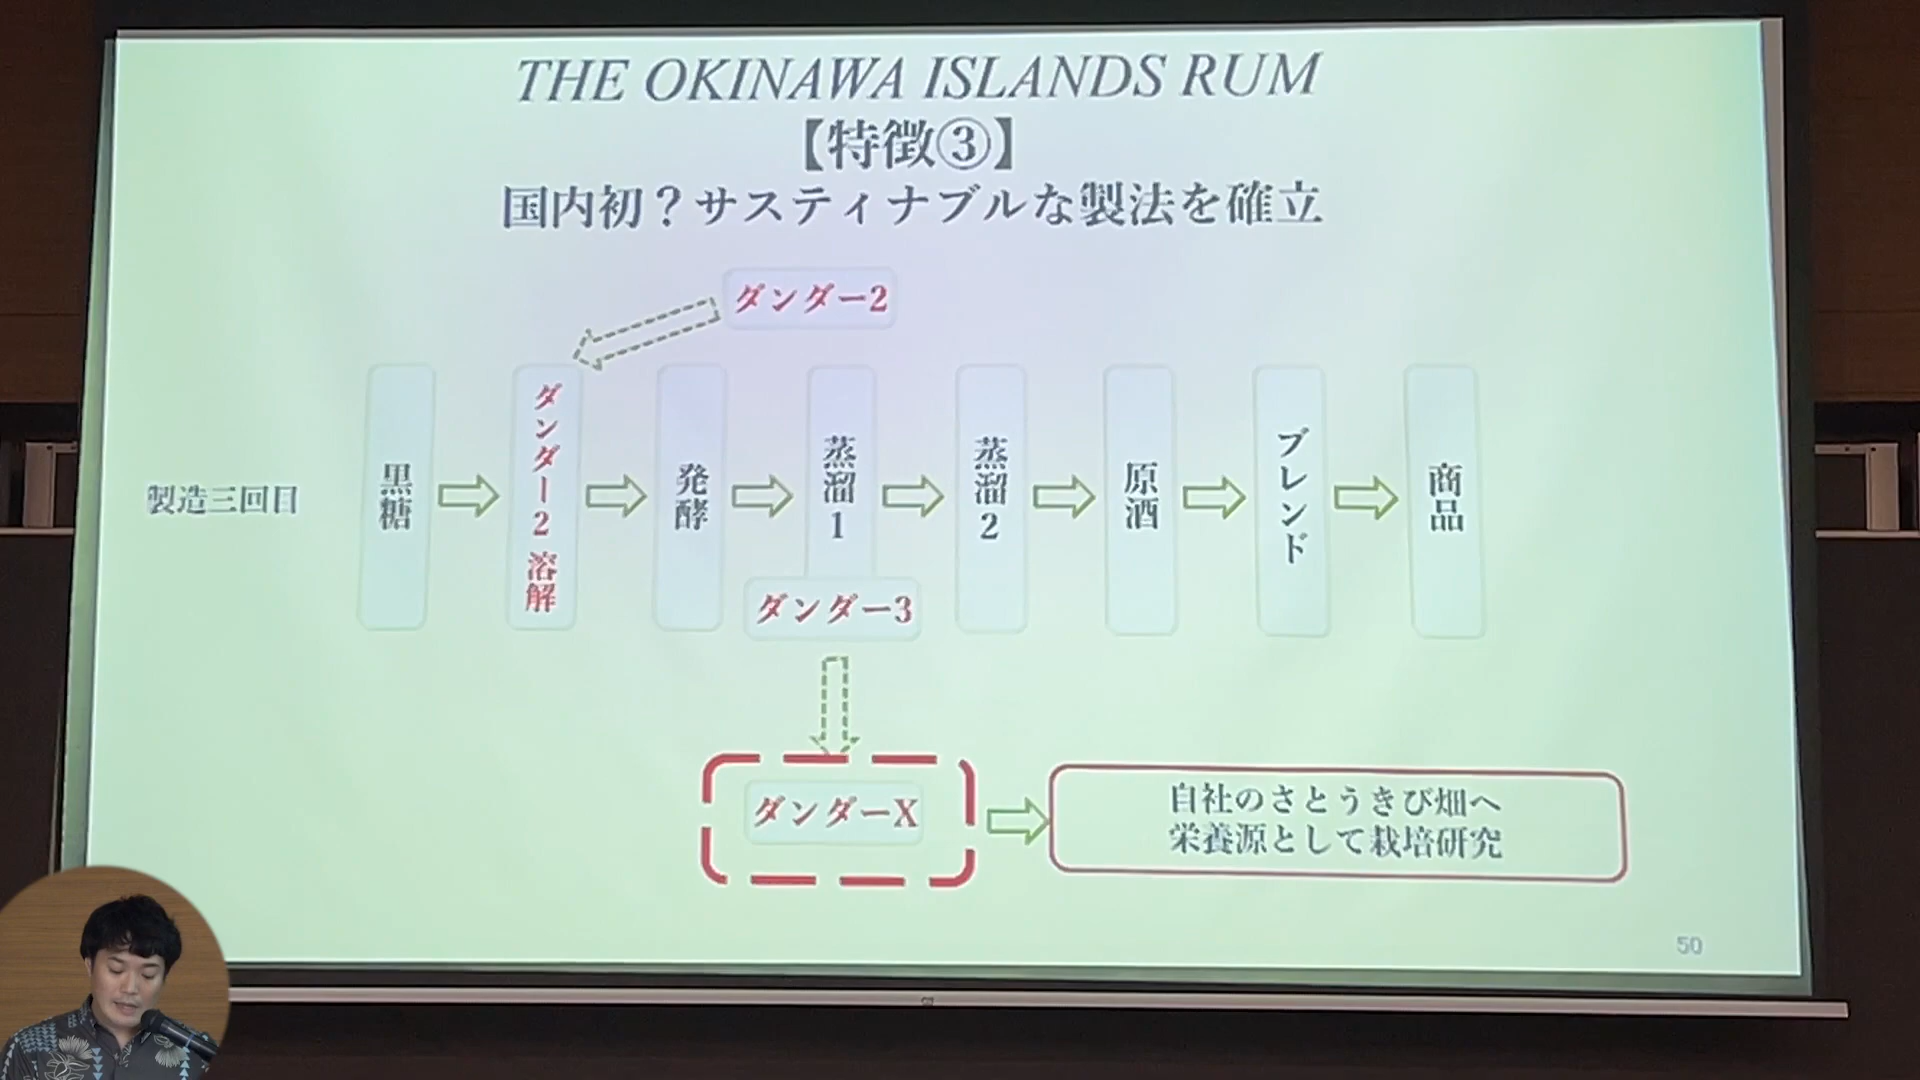 THE OKINAWA ISLANDS RUM
【特徴③】
国内初？サスティナブルな製法を確立
ダンダー2
製造三回目
黒糖
ダンダー2 溶解
発酵
蒸溜1
蒸溜2
原酒
ブレンド
商品
ダンダー3
ダンダーX
自社のさとうきび畑へ
栄養源として栽培研究
50